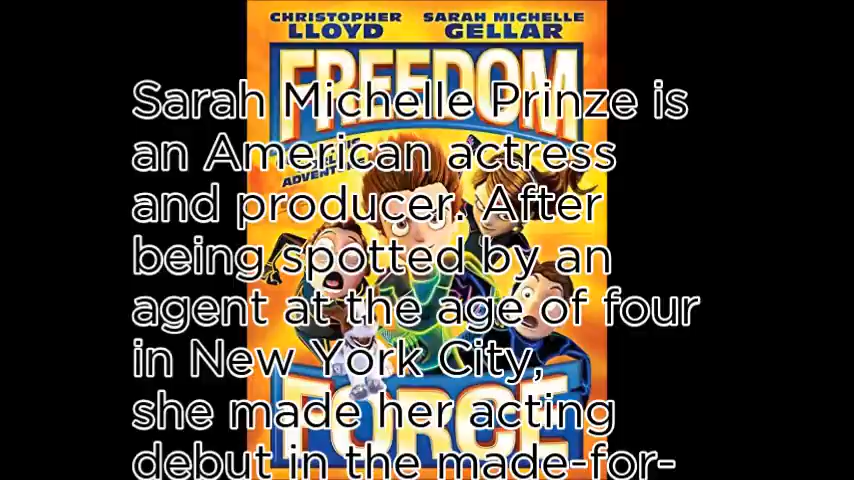 CHRISTOPHER LLOYD SARAH MICHELLE GELLAR
FREEDOM
Sarah Michelle Prinze is
an American actress
and producer. After
being spotted by an
agent at the age of four
in New York City,
she made her acting
debut in the made-for-
FORCE